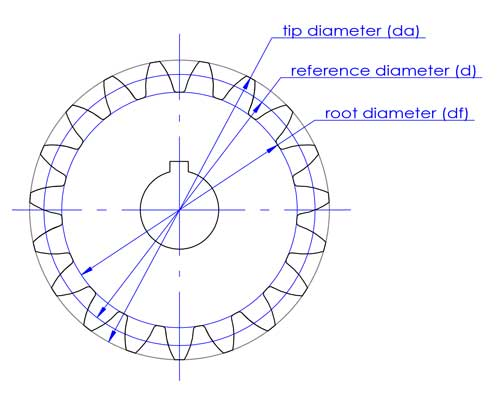 tip diameter (da)
reference diameter (d)
root diameter (df)